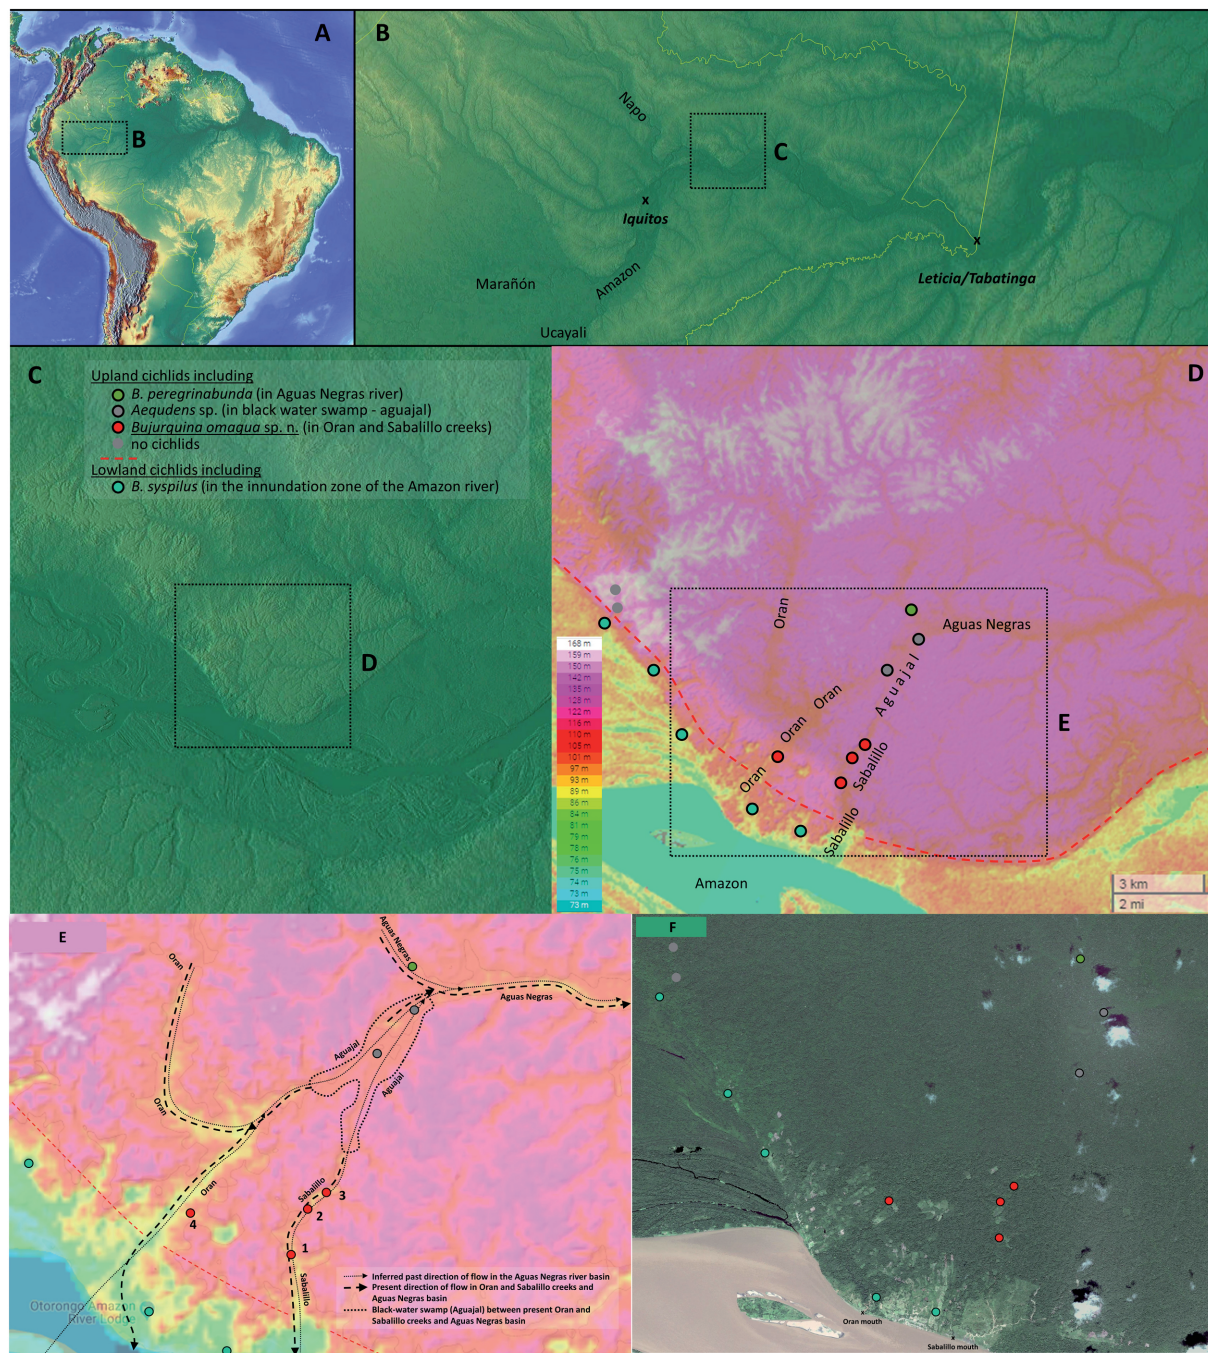 A
B
B
Napo
C
x
Iquitos
x
Leticia/Tabatinga
Marañón
Amazon
Ucayali
C
Upland cichlids including
B. peregrinabunda (in Aguas Negras river)
Aequdens sp. (in black water swamp - aguajal)
Bujurquina omagua sp. n. (in Oran and Sabalillo creeks)
no cichlids
Lowland cichlids including
B. syspilus (in the innundation zone of the Amazon river)
D
D
Oran
Aguas Negras
Aguajal
Oran
Oran
Oran
Sabalillo
Sabalillo
E
Amazon
168 m
159 m
150 m
142 m
135 m
128 m
122 m
116 m
110 m
105 m
101 m
97 m
93 m
89 m
86 m
84 m
81 m
79 m
78 m
76 m
75 m
74 m
73 m
73 m
3 km
2 mi
E
Aguas Negras
Oran
Aguas Negras
Aguajal
Aguajal
Oran
Oran
Sabalillo
3
2
4
1
Sabalillo
Otorongo Amazon
River Lodge
Inferred past direction of flow in the Aguas Negras river basin
Present direction of flow in Oran and Sabalillo creeks and
Aguas Negras basin
Black-water swamp (Aguajal) between present Oran and
Sabalillo creeks and Aguas Negras basin
F
x
Oran mouth
x
Sabalillo mouth